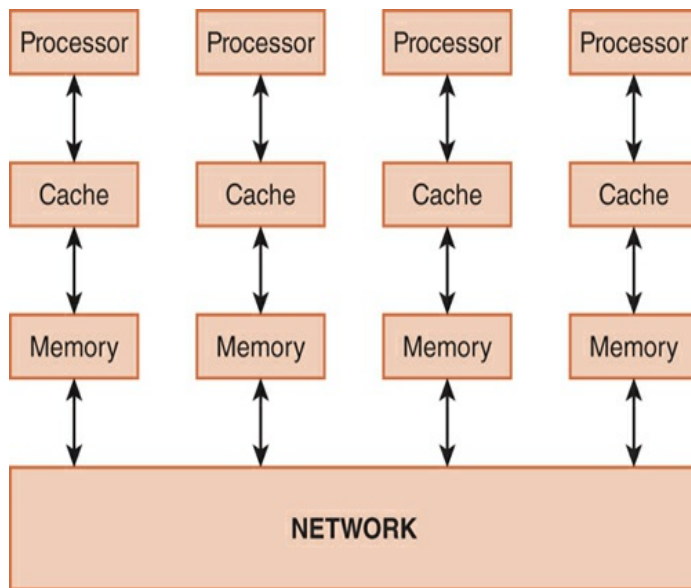 Processor Processor Processor Processor
Cache Cache Cache Cache
Memory Memory Memory Memory
NETWORK